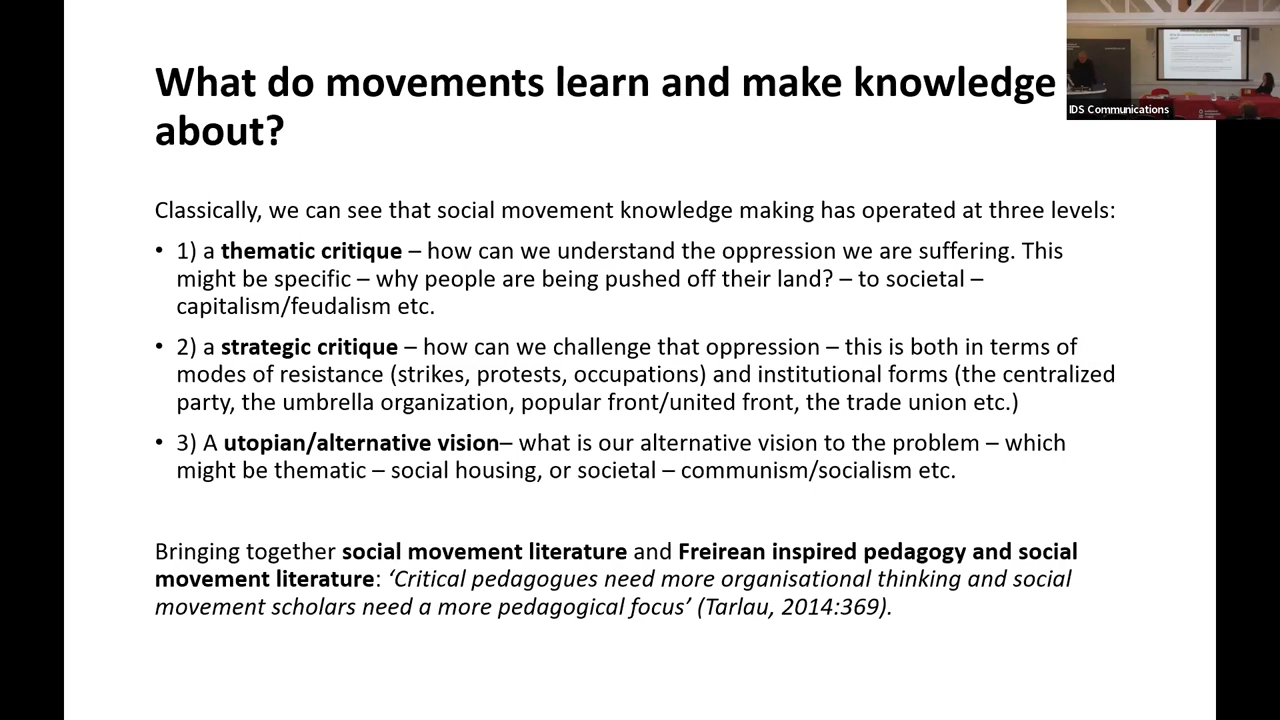 What do movements learn and make knowledge
about?
IDS Communications
Classically, we can see that social movement knowledge making has operated at three levels:
• 1) a thematic critique – how can we understand the oppression we are suffering. This
might be specific – why people are being pushed off their land? – to societal –
capitalism/feudalism etc.
• 2) a strategic critique – how can we challenge that oppression – this is both in terms of
modes of resistance (strikes, protests, occupations) and institutional forms (the centralized
party, the umbrella organization, popular front/united front, the trade union etc.)
• 3) A utopian/alternative vision– what is our alternative vision to the problem – which
might be thematic – social housing, or societal – communism/socialism etc.
Bringing together social movement literature and Freirean inspired pedagogy and social
movement literature: ‘Critical pedagogues need more organisational thinking and social
movement scholars need a more pedagogical focus’ (Tarlau, 2014:369).